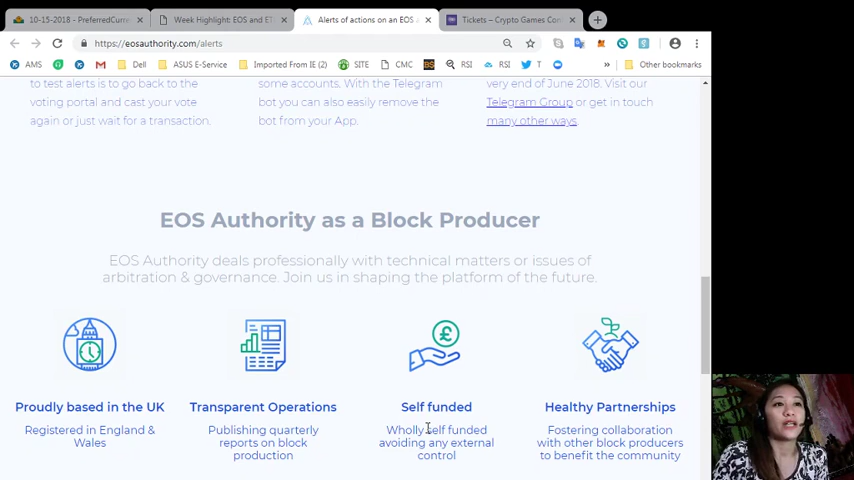 10-15-2018 - PreferredCurr
Week Highlight: EOS and ET
Alerts of actions on an EOS
Tickets – Crypto Games Con
https://eosauthority.com/alerts
AMS
Dell
ASUS E-Service
Imported From IE (2)
SITE
CMC
BS
RSI
RSI
T
Other bookmarks
to test alerts is to go back to the
voting portal and cast your vote
again or just wait for a transaction.
some accounts. With the Telegram
bot you can also easily remove the
bot from your App.
very end of June 2018. Visit our
Telegram Group or get in touch
many other ways.
EOS Authority as a Block Producer
EOS Authority deals professionally with technical matters or issues of
arbitration & governance. Join us in shaping the platform of the future.
Proudly based in the UK
Registered in England &
Wales
Transparent Operations
Publishing quarterly
reports on block
production
Self funded
Wholly self funded
avoiding any external
control
Healthy Partnerships
Fostering collaboration
with other block producers
to benefit the community